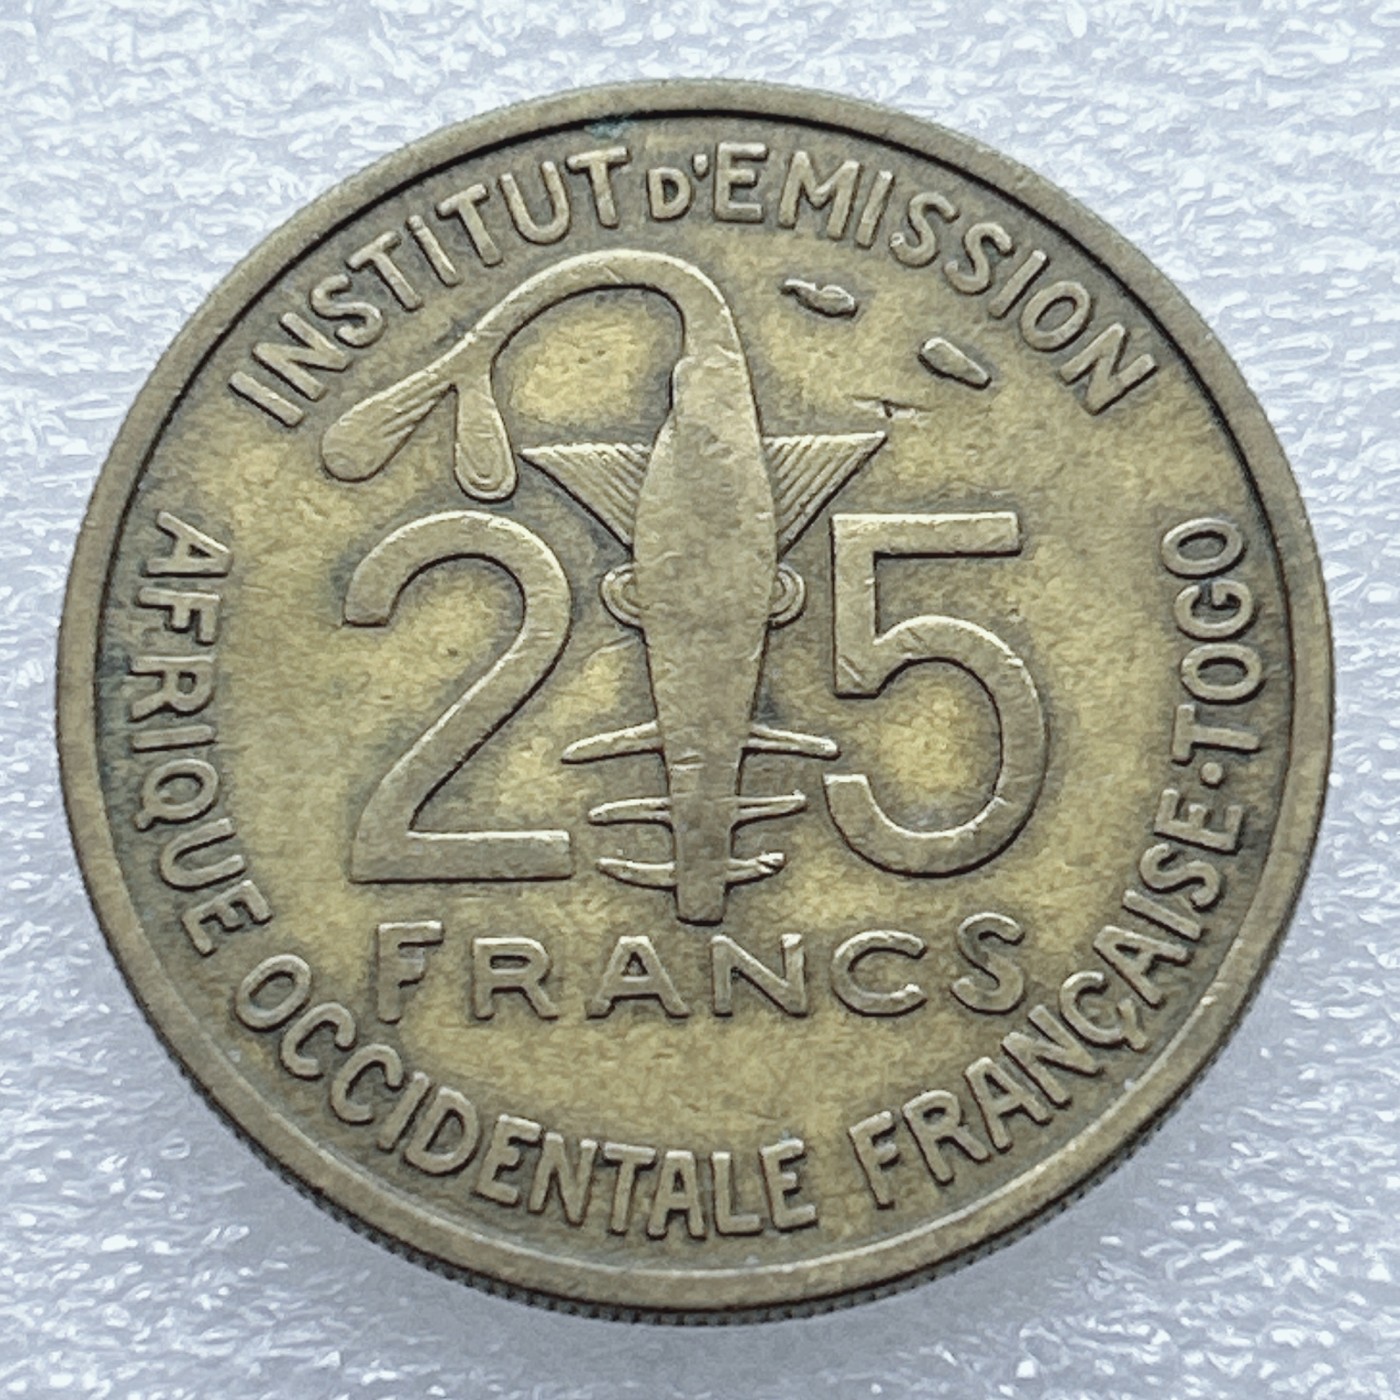 INSTITUT D'EMISSION
25
FRANCS
AFRIQUE OCCIDENTALE FRANÇAISE·TOGO